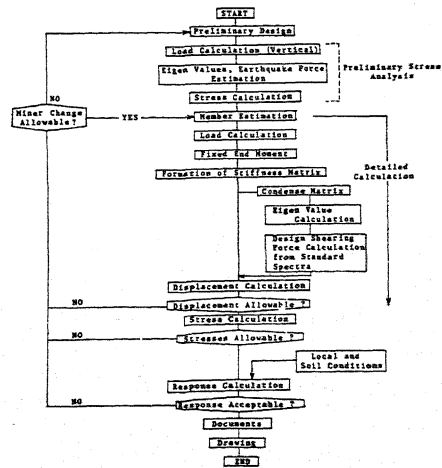 START
Preliminary Design
Load Calculation (Vertical)
Eigen Values, Earthquake Force
Estimation
Preliminary Stress
Analysis
Stress Calculation
NO
Minor Change
Allowable?
YES
Member Estimation
Load Calculation
Fixed End Moment
Formation of Stiffness Matrix
Detailed
Calculation
Condense Matrix
Eigen Value
Calculation
Design Shearing
Force Calculation
from Standard
Spectra
Displacement Calculation
NO
Displacement Allowable ?
Stress Calculation
NO
Stresses Allowable ?
Local and
Soil Conditions
Response Calculation
NO
Response Acceptable ?
Documents
Drawing
END